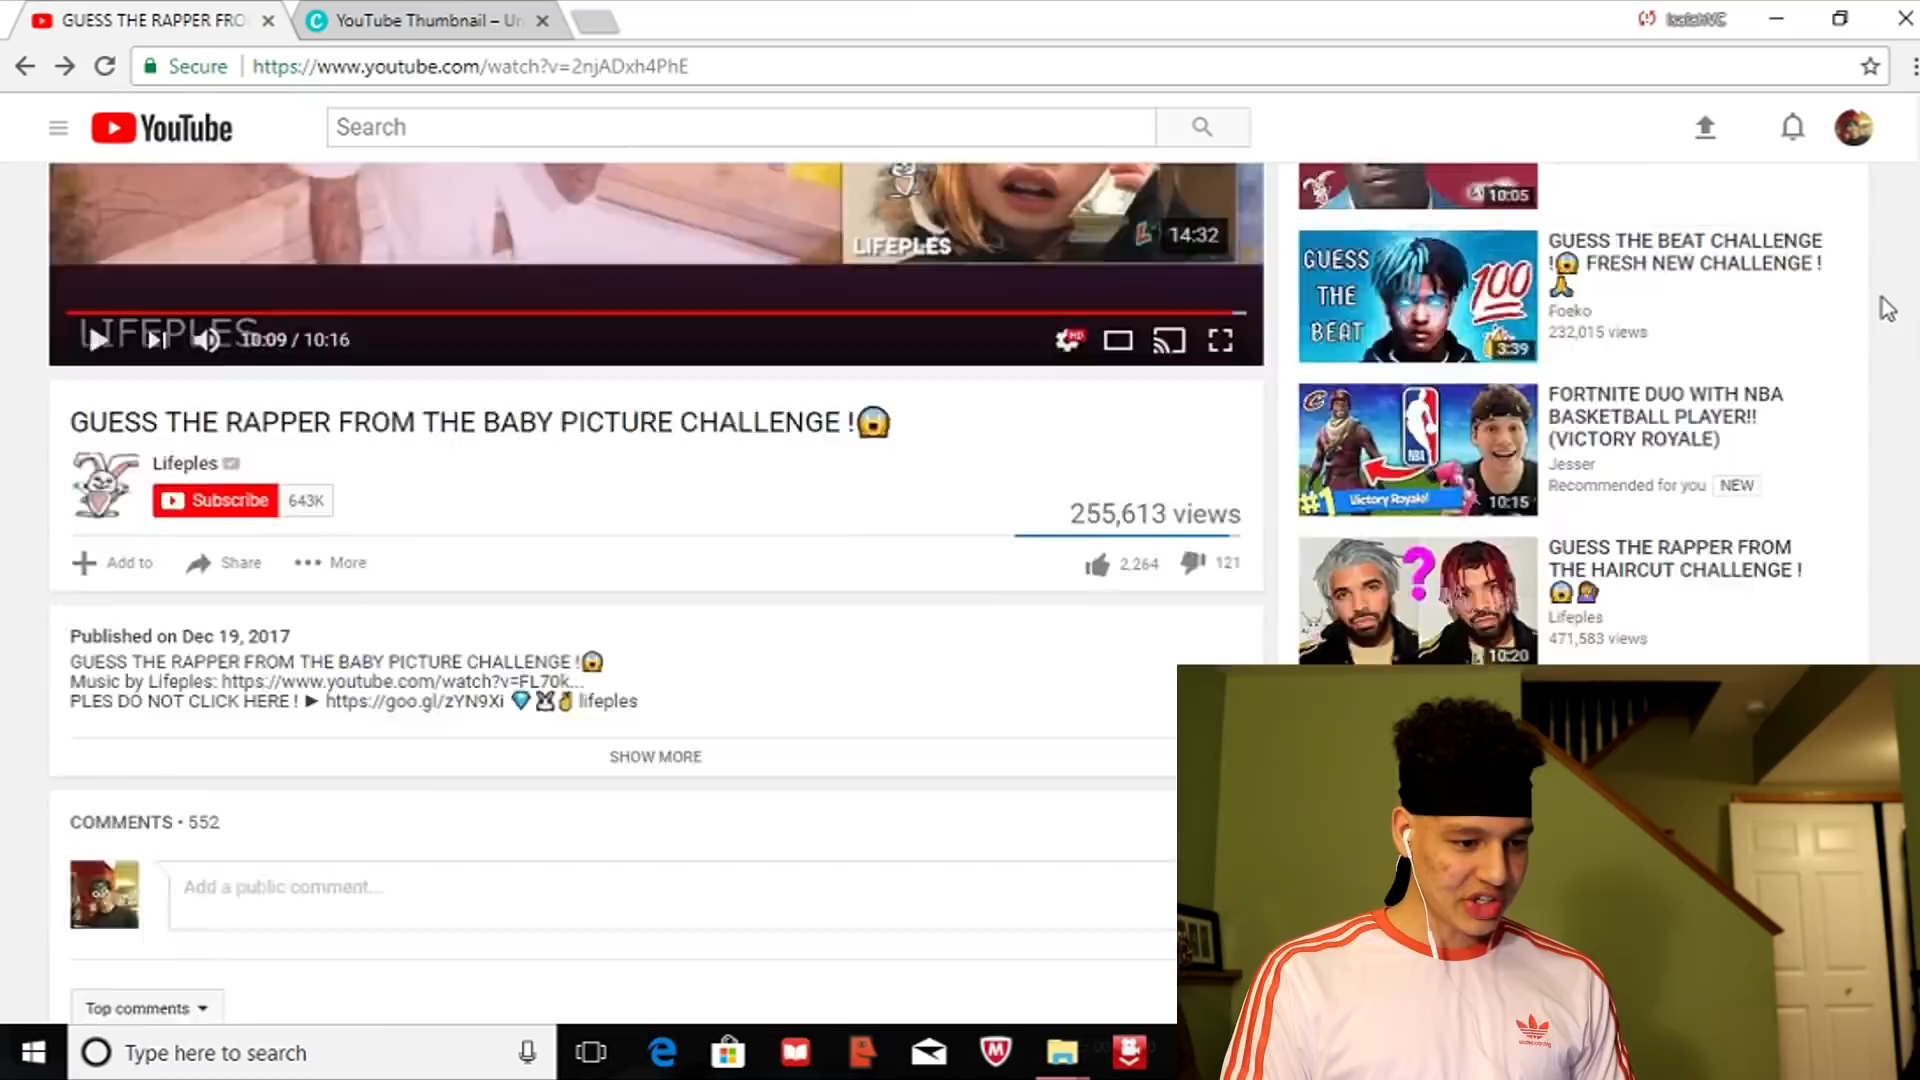 GUESS THE RAPPER FRO
YouTube Thumbnail – Un
IsaiahVC
Secure
https://www.youtube.com/watch?v=2njADxh4PhE
YouTube
Search
LIFEPLES
14:32
LIFEPLES
10:09 / 10:16
HD
GUESS THE RAPPER FROM THE BABY PICTURE CHALLENGE !😱
Lifeples
Subscribe 643K
255,613 views
Add to Share More
2,264 121
Published on Dec 19, 2017
GUESS THE RAPPER FROM THE BABY PICTURE CHALLENGE !😱
Music by Lifeples: https://www.youtube.com/watch?v=FL70k...
PLES DO NOT CLICK HERE ! ► https://goo.gl/zYN9Xi 💎🐰🍍 lifeples
SHOW MORE
COMMENTS • 552
Add a public comment...
Top comments
10:05
GUESS
THE
BEAT
100
3:39
GUESS THE BEAT CHALLENGE
!😱 FRESH NEW CHALLENGE !
🙏
Foeko
232,015 views
NBA
#1 Victory Royale!
10:15
FORTNITE DUO WITH NBA
BASKETBALL PLAYER!!
(VICTORY ROYALE)
Jesser
Recommended for you NEW
?
10:20
GUESS THE RAPPER FROM
THE HAIRCUT CHALLENGE !
Lifeples
471,583 views
Type here to search